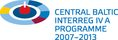 CENTRAL BALTIC
INTERREG IV A
PROGRAMME
2007–2013